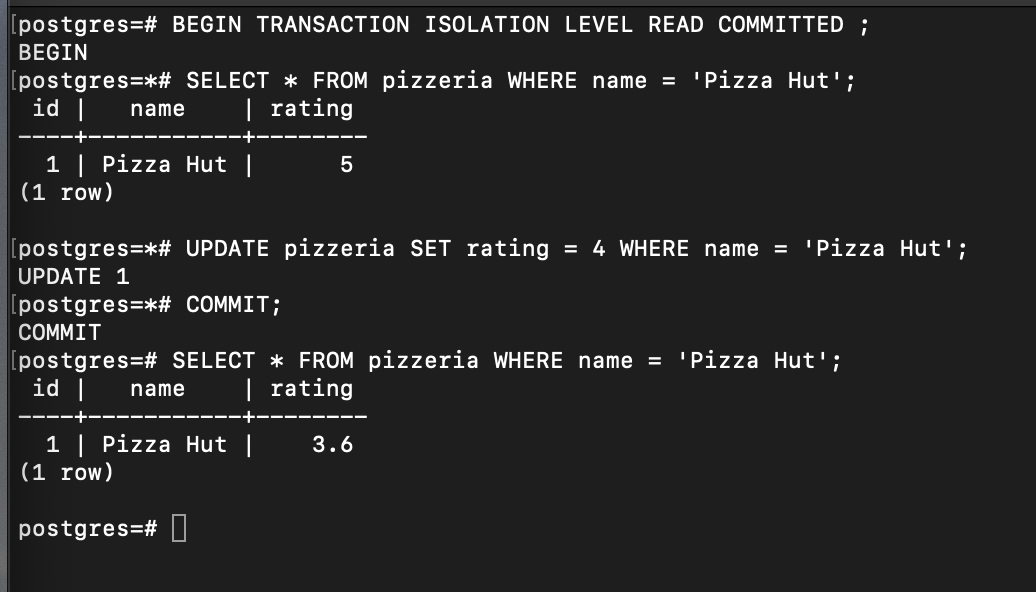 [postgres=# BEGIN TRANSACTION ISOLATION LEVEL READ COMMITTED ;
BEGIN
[postgres=*# SELECT * FROM pizzeria WHERE name = 'Pizza Hut';
 id |   name    | rating
----+-----------+--------
  1 | Pizza Hut |      5
(1 row)

[postgres=*# UPDATE pizzeria SET rating = 4 WHERE name = 'Pizza Hut';
UPDATE 1
[postgres=*# COMMIT;
COMMIT
[postgres=# SELECT * FROM pizzeria WHERE name = 'Pizza Hut';
 id |   name    | rating
----+-----------+--------
  1 | Pizza Hut |    3.6
(1 row)

postgres=#